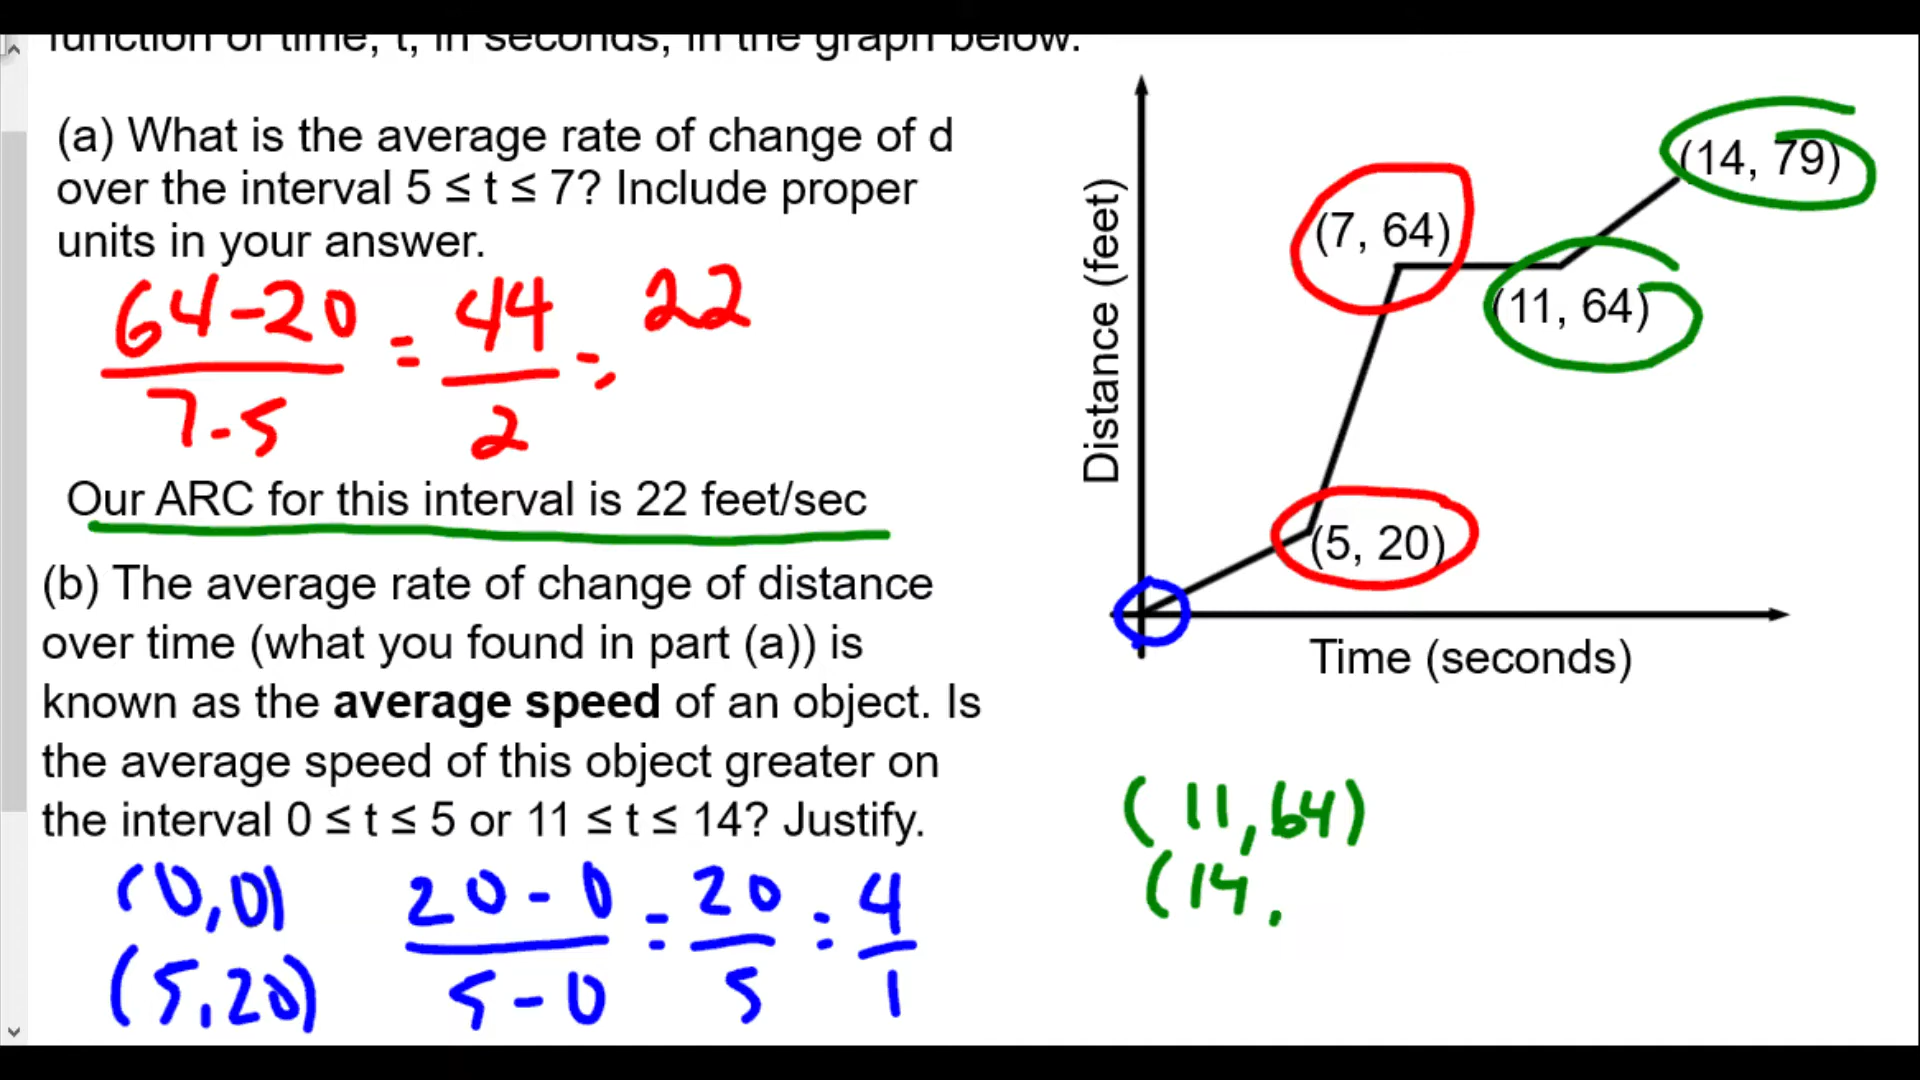 function of time, t, in seconds, in the graph below.
(a) What is the average rate of change of d
over the interval 5 ≤ t ≤ 7? Include proper
units in your answer.
64-20
7-5
=
44
2
=
22
Our ARC for this interval is 22 feet/sec
(b) The average rate of change of distance
over time (what you found in part (a)) is
known as the average speed of an object. Is
the average speed of this object greater on
the interval 0 ≤ t ≤ 5 or 11 ≤ t ≤ 14? Justify.
(0,0)
(5,20)
20-0
5-0
=
20
5
=
4
1
Distance (feet)
(14, 79)
(7, 64)
(11, 64)
(5, 20)
Time (seconds)
(11,64)
(14,